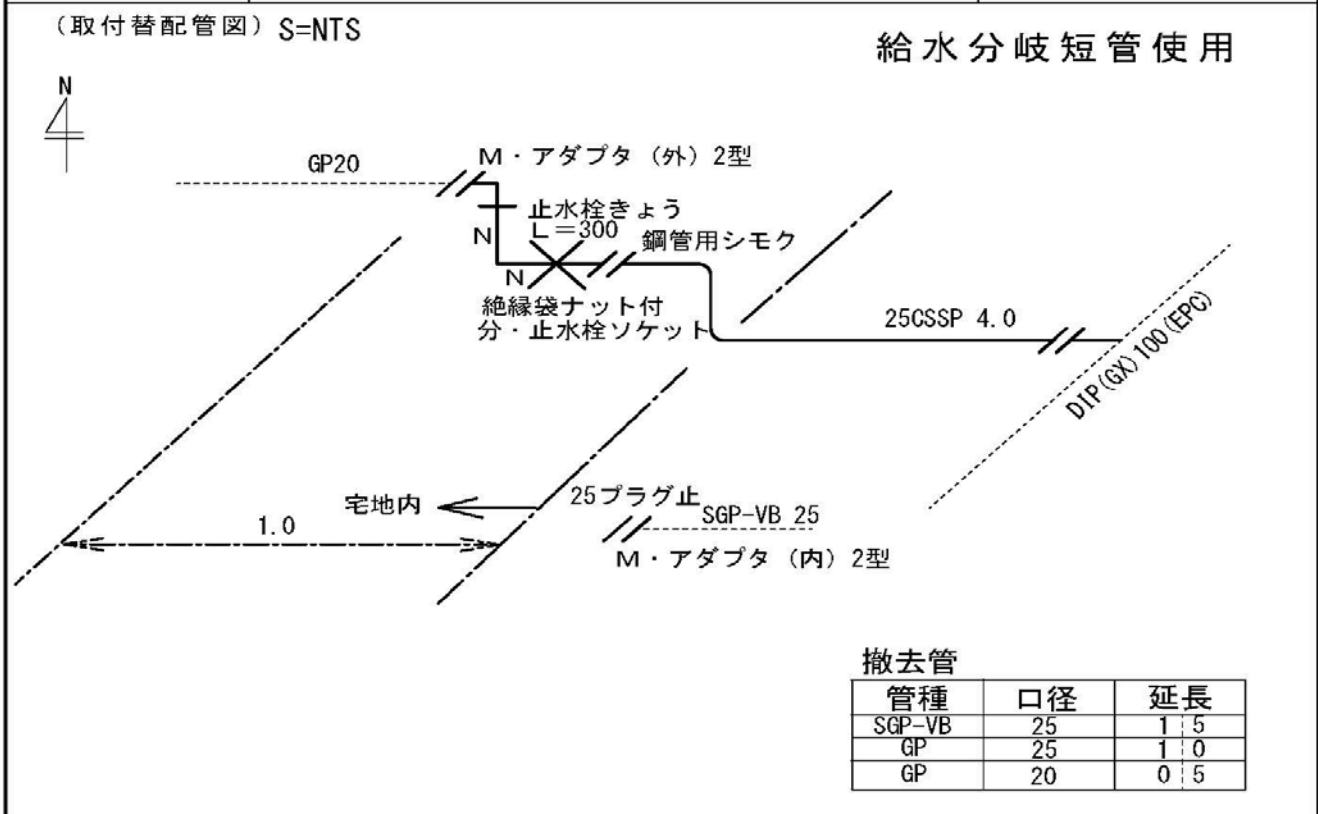 (取付替配管図) S=NTS
給水分岐短管使用
N
GP20
M・アダプタ (外) 2型
止水栓きょう
L=300
N
鋼管用シモク
N
絶縁袋ナット付
分・止水栓ソケット
25CSSP 4.0
DIP(GX)100(EPC)
宅地内
25プラグ止
SGP-VB 25
1.0
M・アダプタ (内) 2型
撤去管
管種 口径 延長
SGP-VB 25 1 5
GP 25 1 0
GP 20 0 5